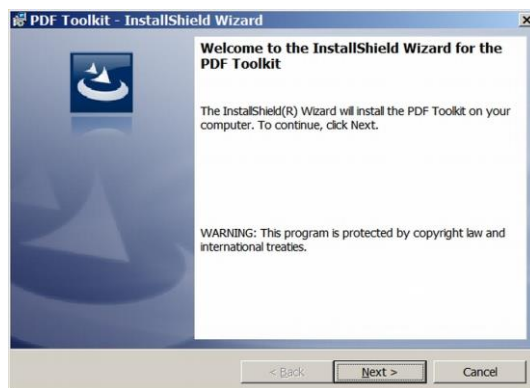 PDF Toolkit - InstallShield Wizard
Welcome to the InstallShield Wizard for the
PDF Toolkit
The InstallShield(R) Wizard will install the PDF Toolkit on your
computer. To continue, click Next.
WARNING: This program is protected by copyright law and
international treaties.
< Back Next > Cancel